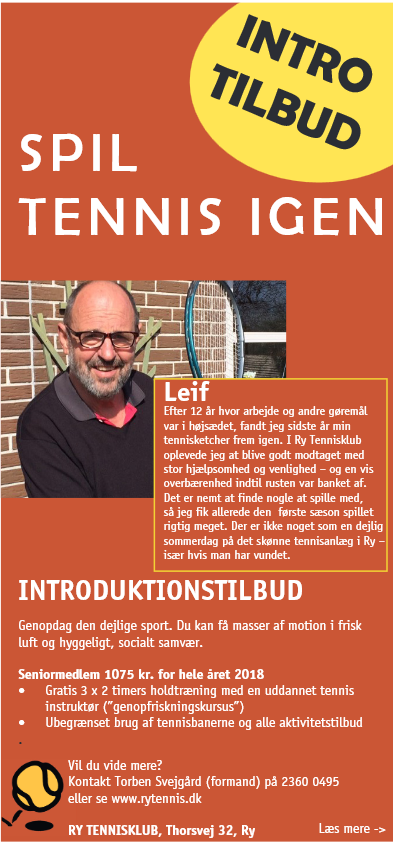 INTRO
TILBUD
SPIL
TENNIS IGEN
Leif
Efter 12 år hvor arbejde og andre gøremål
var i højsædet, fandt jeg sidste år min
tennisketcher frem igen. I Ry Tennisklub
oplevede jeg at blive godt modtaget med
stor hjælpsomhed og venlighed – og en vis
overbærenhed indtil rusten var banket af.
Det er nemt at finde nogle at spille med,
så jeg fik allerede den  første sæson spillet
rigtig meget. Der er ikke noget som en dejlig
sommerdag på det skønne tennisanlæg i Ry –
især hvis man har vundet.
INTRODUKTIONSTILBUD
Genopdag den dejlige sport. Du kan få masser af motion i frisk
luft og hyggeligt, socialt samvær.
Seniormedlem 1075 kr. for hele året 2018
• Gratis 3 x 2 timers holdtræning med en uddannet tennis
instruktør ("genopfriskningskursus")
• Ubegrænset brug af tennisbanerne og alle aktivitetstilbud
.
Vil du vide mere?
Kontakt Torben Svejgård (formand) på 2360 0495
eller se www.rytennis.dk
RY TENNISKLUB, Thorsvej 32, Ry
Læs mere ->